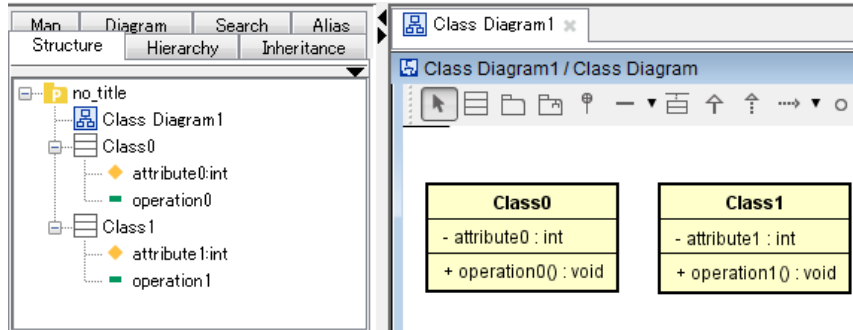 Map Diagram Search Alias
Structure Hierarchy Inheritance
no_title
Class Diagram1
Class0
attribute0:int
operation0
Class1
attribute1:int
operation1
Class Diagram1
Class Diagram1 / Class Diagram
Class0
- attribute0 : int
+ operation0() : void
Class1
- attribute1 : int
+ operation1() : void